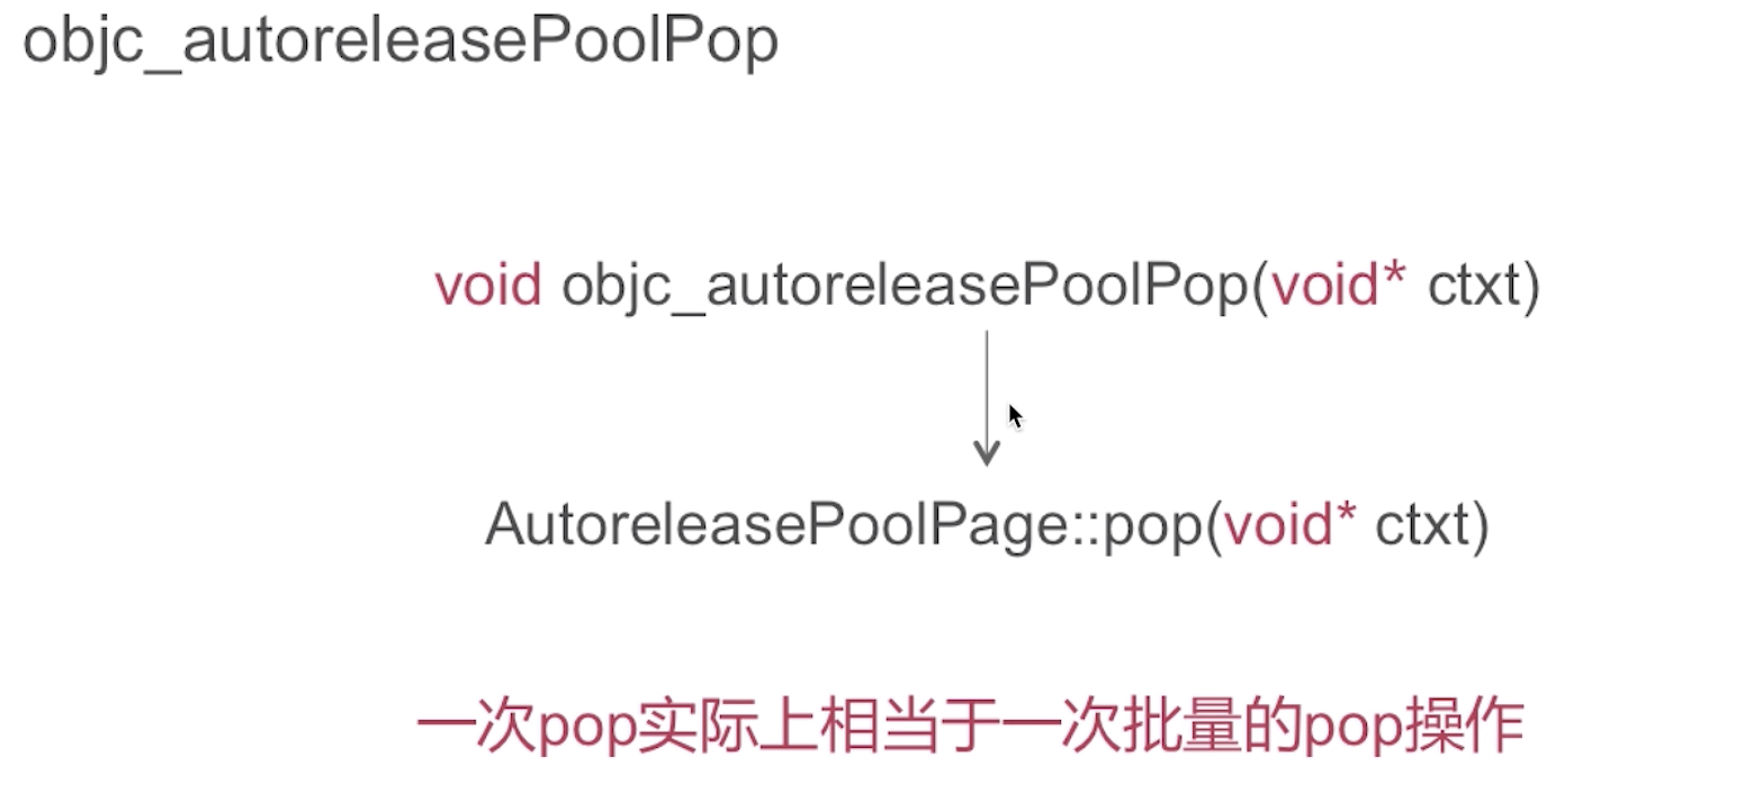 objc_autoreleasePoolPop
void objc_autoreleasePoolPop(void* ctxt)
AutoreleasePoolPage::pop(void* ctxt)
一次pop实际上相当于一次批量的pop操作